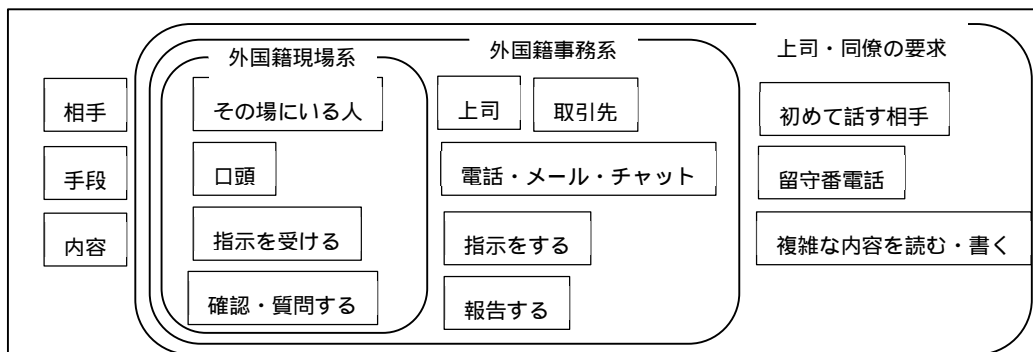 外国籍現場系 外国籍事務系 上司・同僚の要求
相手 その場にいる人 上司 取引先 初めて話す相手
手段 口頭 電話・メール・チャット 留守番電話
内容 指示を受ける 指示をする 複雑な内容を読む・書く
確認・質問する 報告する